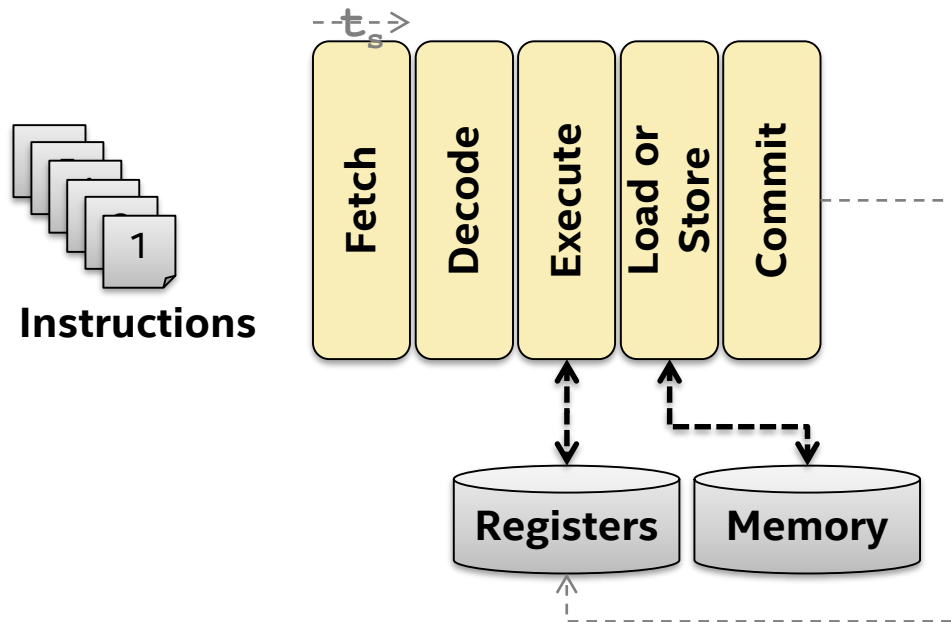 ts
Fetch
Decode
Execute
Load or
Store
Commit
1
Instructions
Registers
Memory